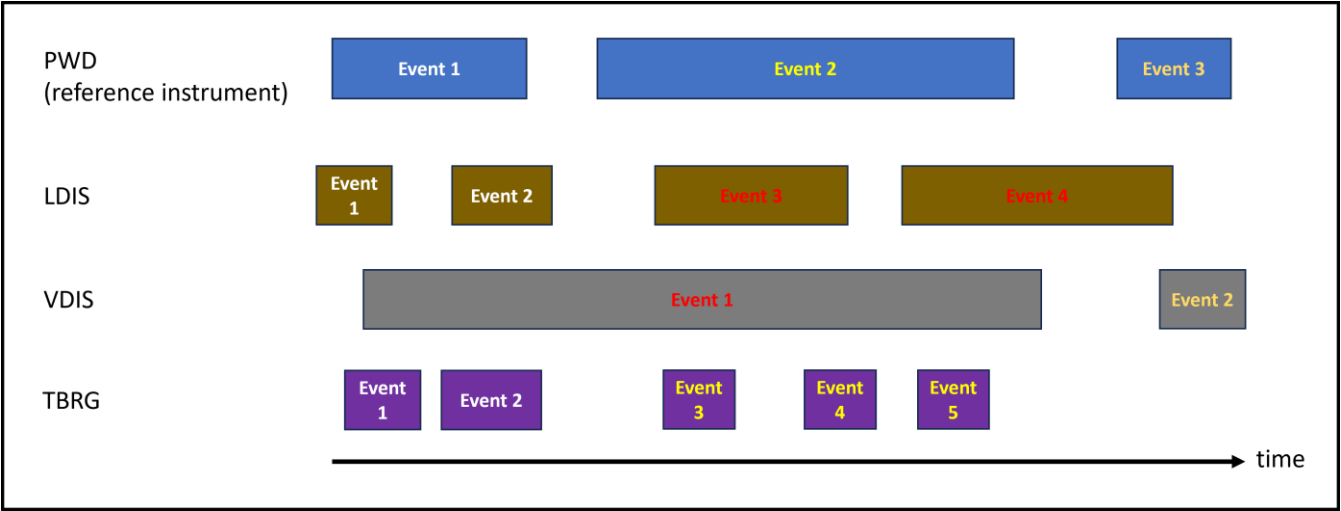 PWD
(reference instrument)
Event 1
Event 2
Event 3
LDIS
Event
1
Event 2
Event 3
Event 4
VDIS
Event 1
Event 2
TBRG
Event
1
Event 2
Event
3
Event
4
Event
5
time